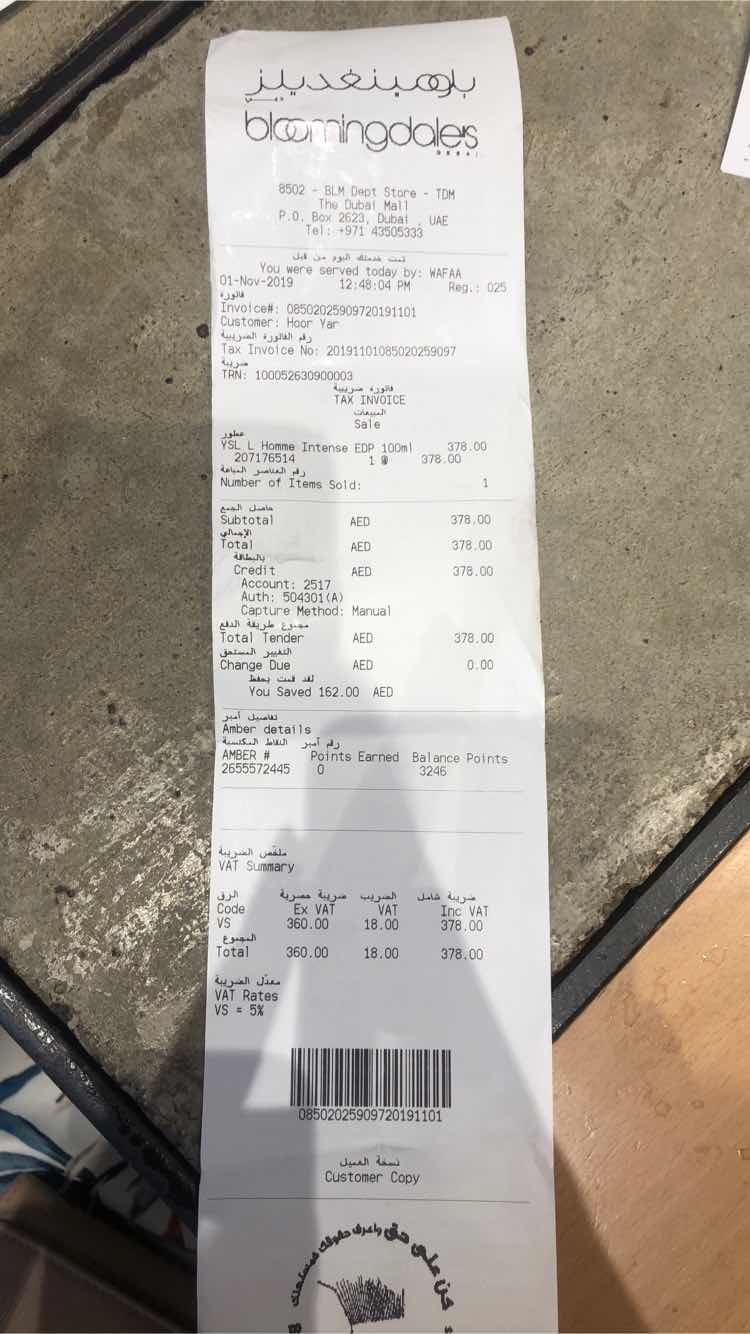 بلومينغديلز
دبي
bloomingdale's
DUBAI
8502 - BLM Dept Store - TDM
The Dubai Mall
P.O. Box 2623, Dubai , UAE
Tel: +971 43505333
تمت خدمتك اليوم من قبل
You were served today by: WAFAA
01-Nov-2019 12:48:04 PM Reg.: 025
فاتورة
Invoice#: 08502025909720191101
Customer: Hoor Yar
رقم الفاتورة الضريبية
Tax Invoice No: 20191101085020259097
ضريبة
TRN: 100052630900003
فاتورة ضريبية
TAX INVOICE
المبيعات
Sale
عطور
YSL L Homme Intense EDP 100ml 378.00
207176514 1 @ 378.00
رقم العناصر المباعة
Number of Items Sold: 1
حاصل الجمع
Subtotal AED 378.00
الإجمالي
Total AED 378.00
بالبطاقة
Credit AED 378.00
Account: 2517
Auth: 504301(A)
Capture Method: Manual
مجموع طريقة الدفع
Total Tender AED 378.00
التغيير المستحق
Change Due AED 0.00
لقد قمت بحفظ
You Saved 162.00 AED
تفاصيل أمبر
Amber details
رقم أمبر النقاط المكتسبة
AMBER # Points Earned Balance Points
2655572445 0 3246
ملخص الضريبة
VAT Summary
الرق ضريبة حصرية الضريب ضريبة شامل
Code Ex VAT VAT Inc VAT
VS 360.00 18.00 378.00
المجموع
Total 360.00 18.00 378.00
معدل الضريبة
VAT Rates
VS = 5%
08502025909720191101
نسخة العميل
Customer Copy
كن على حق واعرف حقوقك كمستهلك